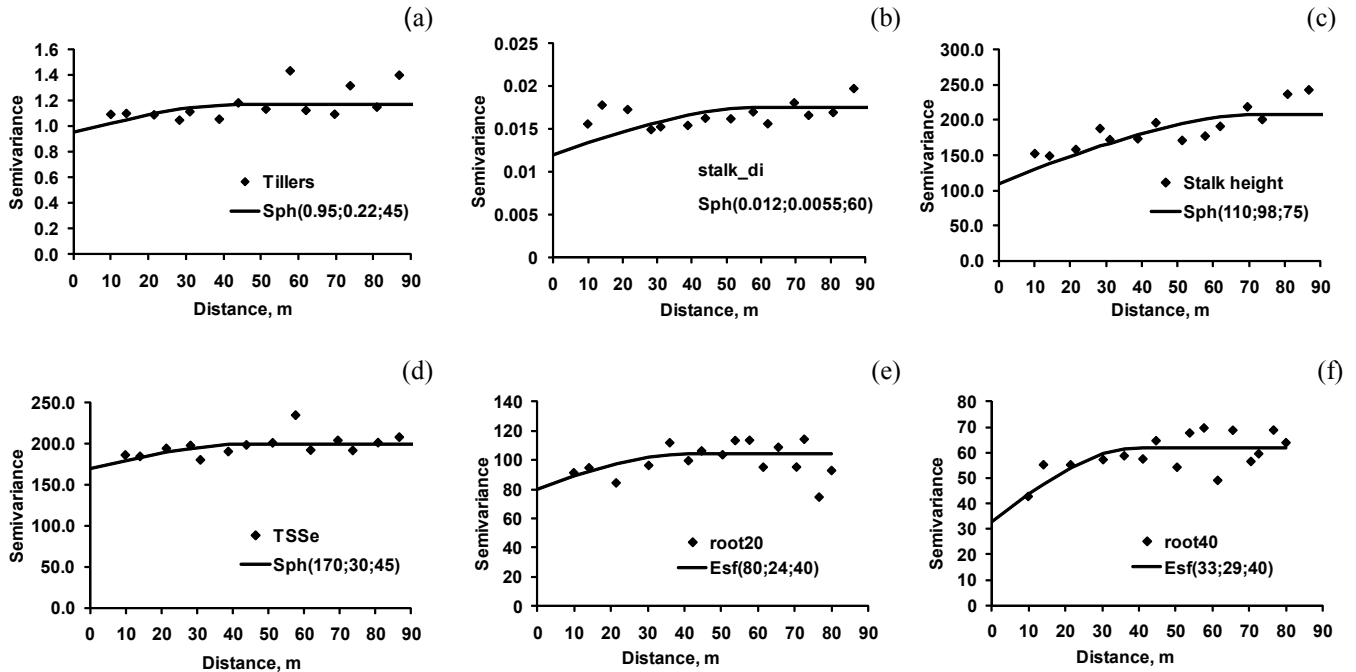 (a)
1.6
1.4
1.2
1.0
0.8
0.6
0.4
0.2
0.0
Semivariance
Tillers
Sph(0.95;0.22;45)
0 10 20 30 40 50 60 70 80 90
Distance, m
(b)
0.025
0.02
0.015
0.01
0.005
0
Semivariance
stalk_di
Sph(0.012;0.0055;60)
0 10 20 30 40 50 60 70 80 90
Distance, m
(c)
300.0
250.0
200.0
150.0
100.0
50.0
0.0
Semivariance
Stalk height
Sph(110;98;75)
0 10 20 30 40 50 60 70 80 90
Distance, m
(d)
250.0
200.0
150.0
100.0
50.0
0.0
Semivariance
TSSe
Sph(170;30;45)
0 10 20 30 40 50 60 70 80 90
Distance, m
(e)
140
120
100
80
60
40
20
0
Semivariance
root20
Esf(80;24;40)
0 10 20 30 40 50 60 70 80 90
Distance, m
(f)
80
70
60
50
40
30
20
10
0
Semivariance
root40
Esf(33;29;40)
0 10 20 30 40 50 60 70 80 90
Distance, m